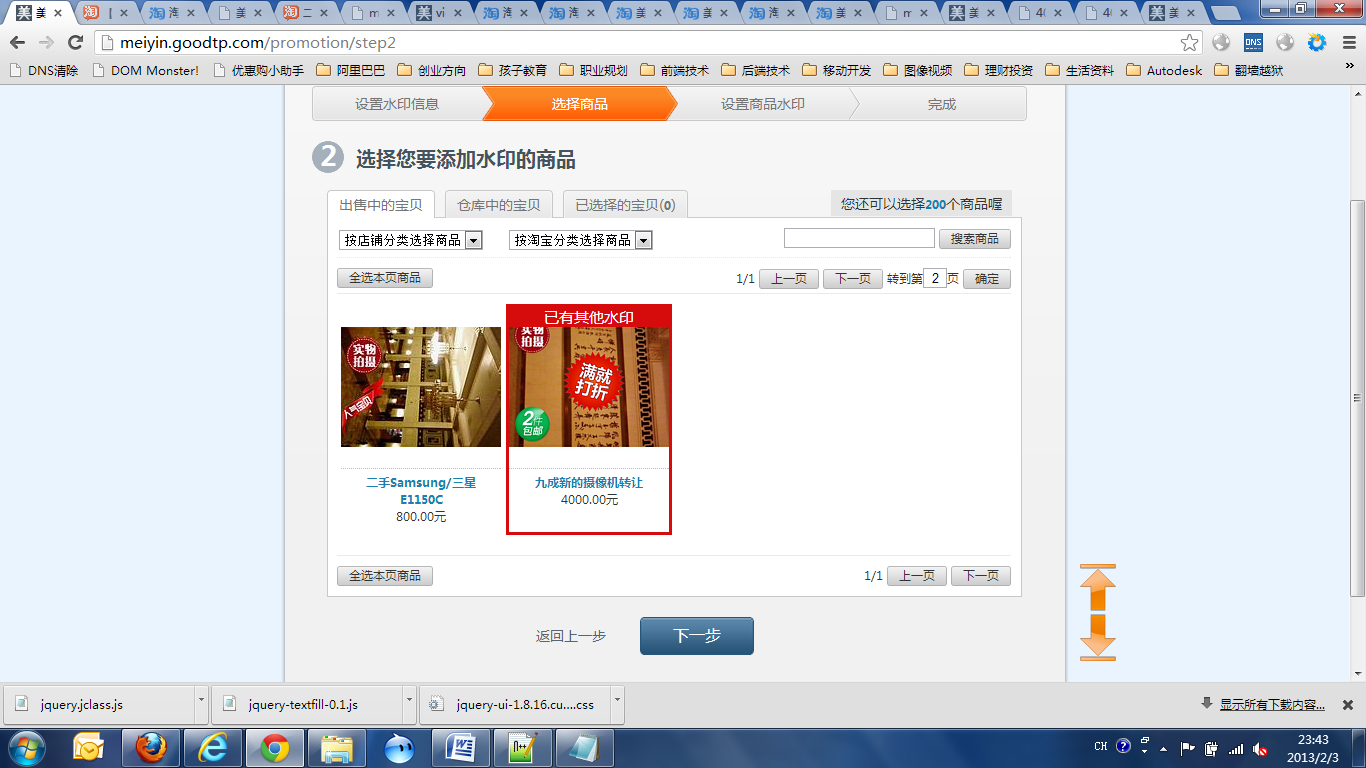 美
淘 [
淘 淘
美
淘 二
m
美 vi
淘 淘
淘 淘
淘 美
淘 美
淘 淘
淘 美
m
美 美
40
40
美 美
meiyin.goodtp.com/promotion/step2
DNS清除 DOM Monster! 优惠购小助手 阿里巴巴 创业方向 孩子教育 职业规划 前端技术 后端技术 移动开发 图像视频 理财投资 生活资料 Autodesk 翻墙越狱 »
设置水印信息 选择商品 设置商品水印 完成
2 选择您要添加水印的商品
出售中的宝贝 仓库中的宝贝 已选择的宝贝(0) 您还可以选择200个商品喔
按店铺分类选择商品 按淘宝分类选择商品 搜索商品
全选本页商品 1/1 上一页 下一页 转到第 2 页 确定
已有其他水印
实物
拍摄
人气宝贝
实物
拍摄
满就
打折
2件
包邮
二手Samsung/三星
E1150C
800.00元
九成新的摄像机转让
4000.00元
全选本页商品 1/1 上一页 下一页
返回上一步 下一步
jquery.jclass.js jquery-textfill-0.1.js jquery-ui-1.8.16.cu....css 显示所有下载内容...
CH 23:43
2013/2/3